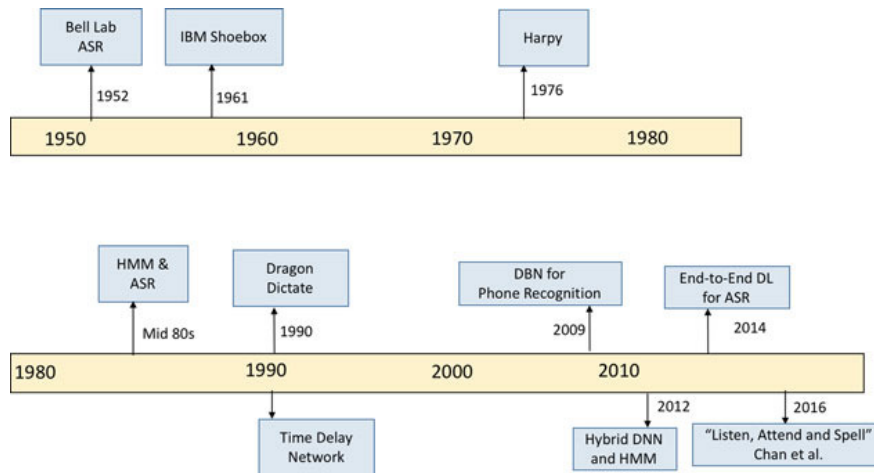 Bell Lab
ASR
IBM Shoebox
Harpy
1952
1961
1976
1950
1960
1970
1980
HMM &
ASR
Dragon
Dictate
DBN for
Phone Recognition
End-to-End DL
for ASR
Mid 80s
1990
2009
2014
1980
1990
2000
2010
2012
2016
Time Delay
Network
Hybrid DNN
and HMM
“Listen, Attend and Spell”
Chan et al.